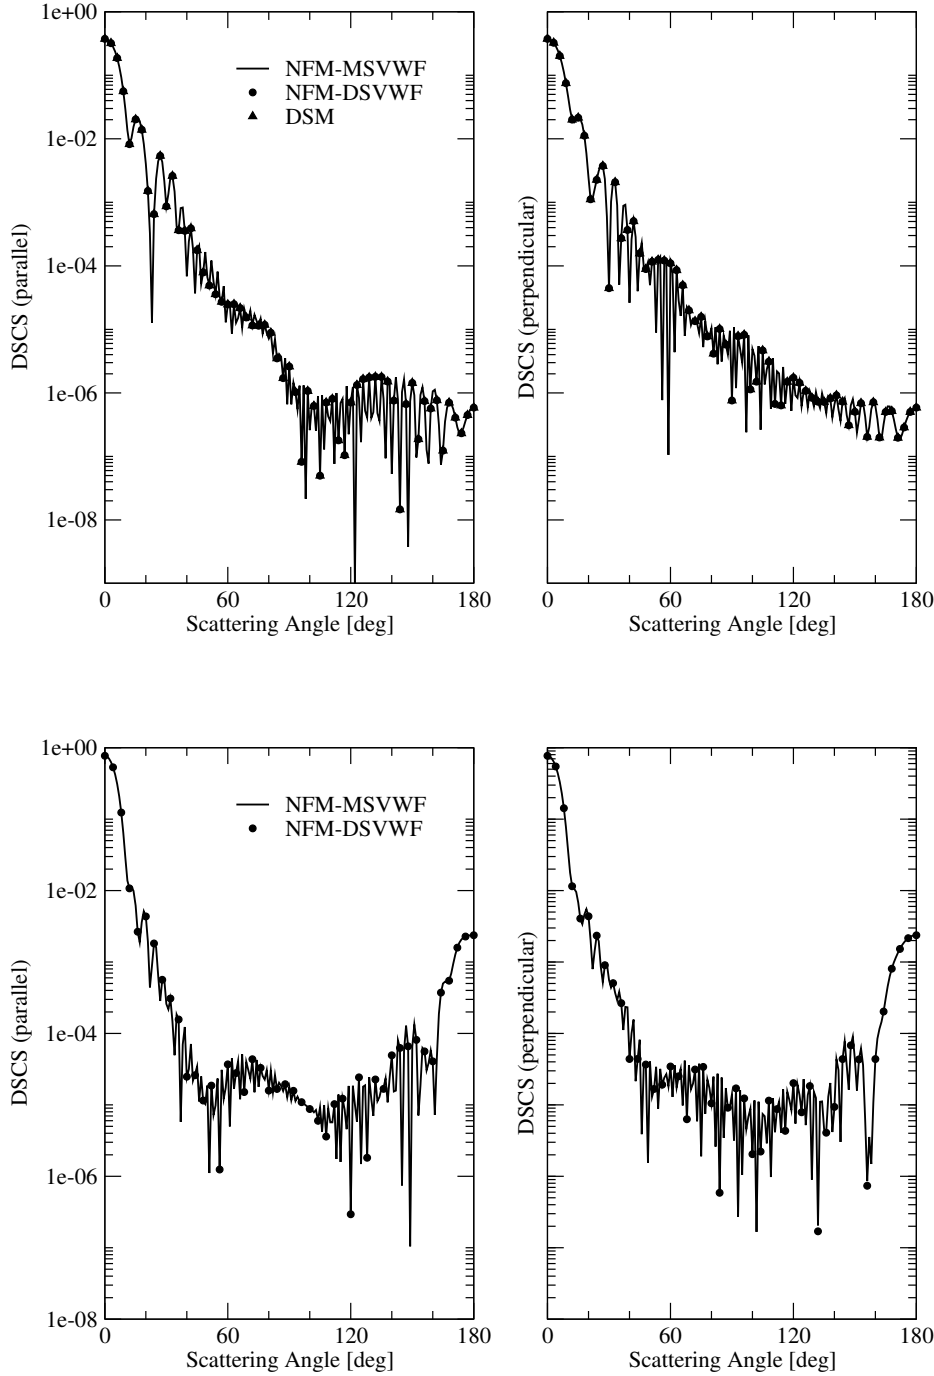 1e+00
1e-02
1e-04
1e-06
1e-08
DSCS (parallel)
NFM-MSVWF
NFM-DSVWF
DSM
0 60 120 180
Scattering Angle [deg]
DSCS (perpendicular)
0 60 120 180
Scattering Angle [deg]
1e+00
1e-02
1e-04
1e-06
1e-08
DSCS (parallel)
NFM-MSVWF
NFM-DSVWF
0 60 120 180
Scattering Angle [deg]
DSCS (perpendicular)
0 60 120 180
Scattering Angle [deg]